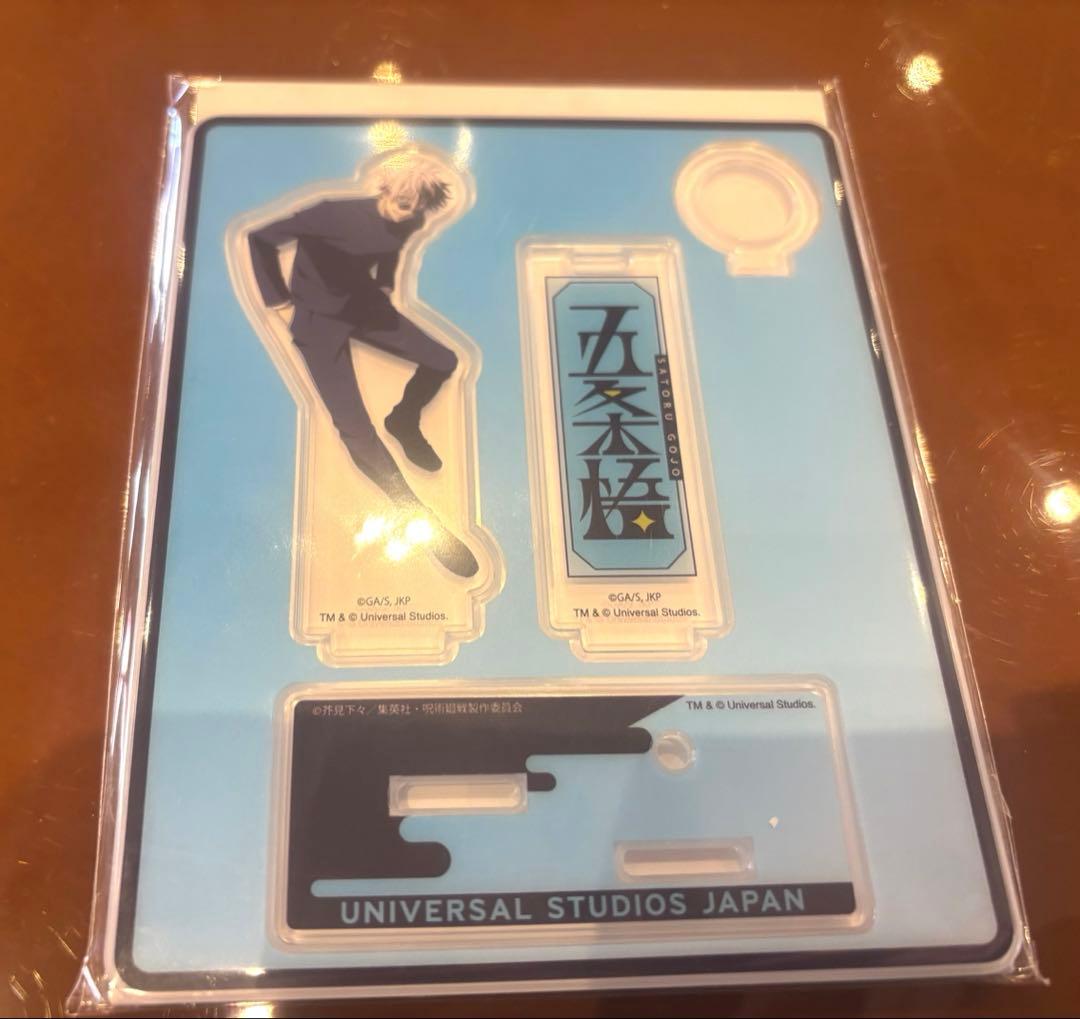 五条悟
SATORU GOJO
©GA/S, JKP
TM & © Universal Studios.
©GA/S, JKP
TM & © Universal Studios.
©芥見下々／集英社・呪術廻戦製作委員会
TM & © Universal Studios.
UNIVERSAL STUDIOS JAPAN